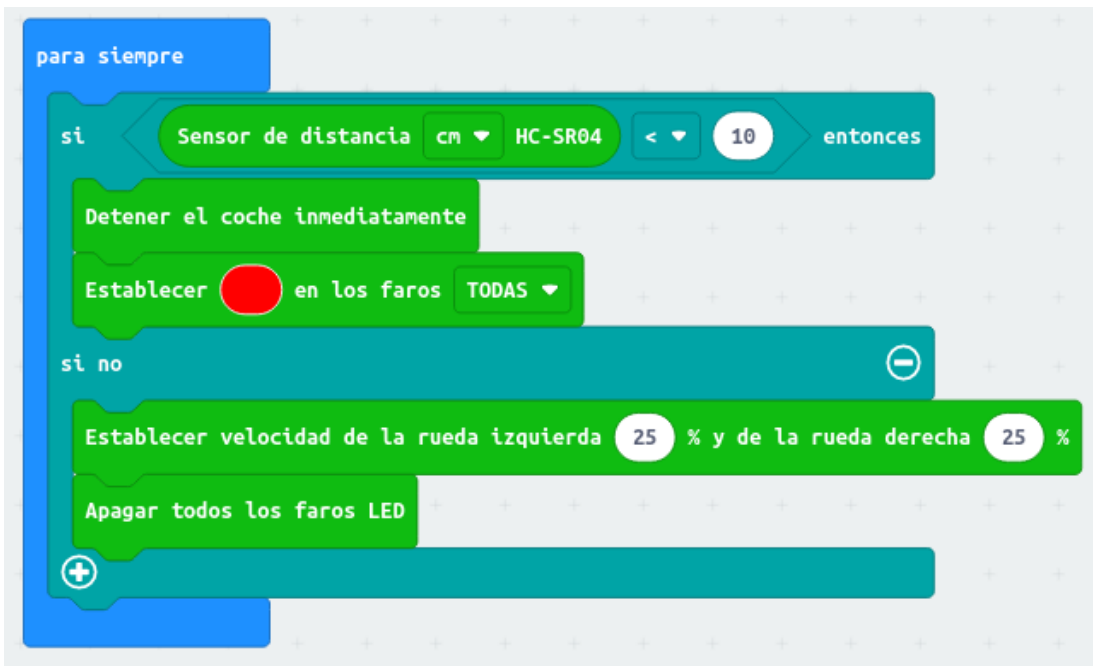 para siempre
si Sensor de distancia cm HC-SR04 < 10 entonces
Detener el coche inmediatamente
Establecer en los faros TODAS
si no
Establecer velocidad de la rueda izquierda 25 % y de la rueda derecha 25 %
Apagar todos los faros LED